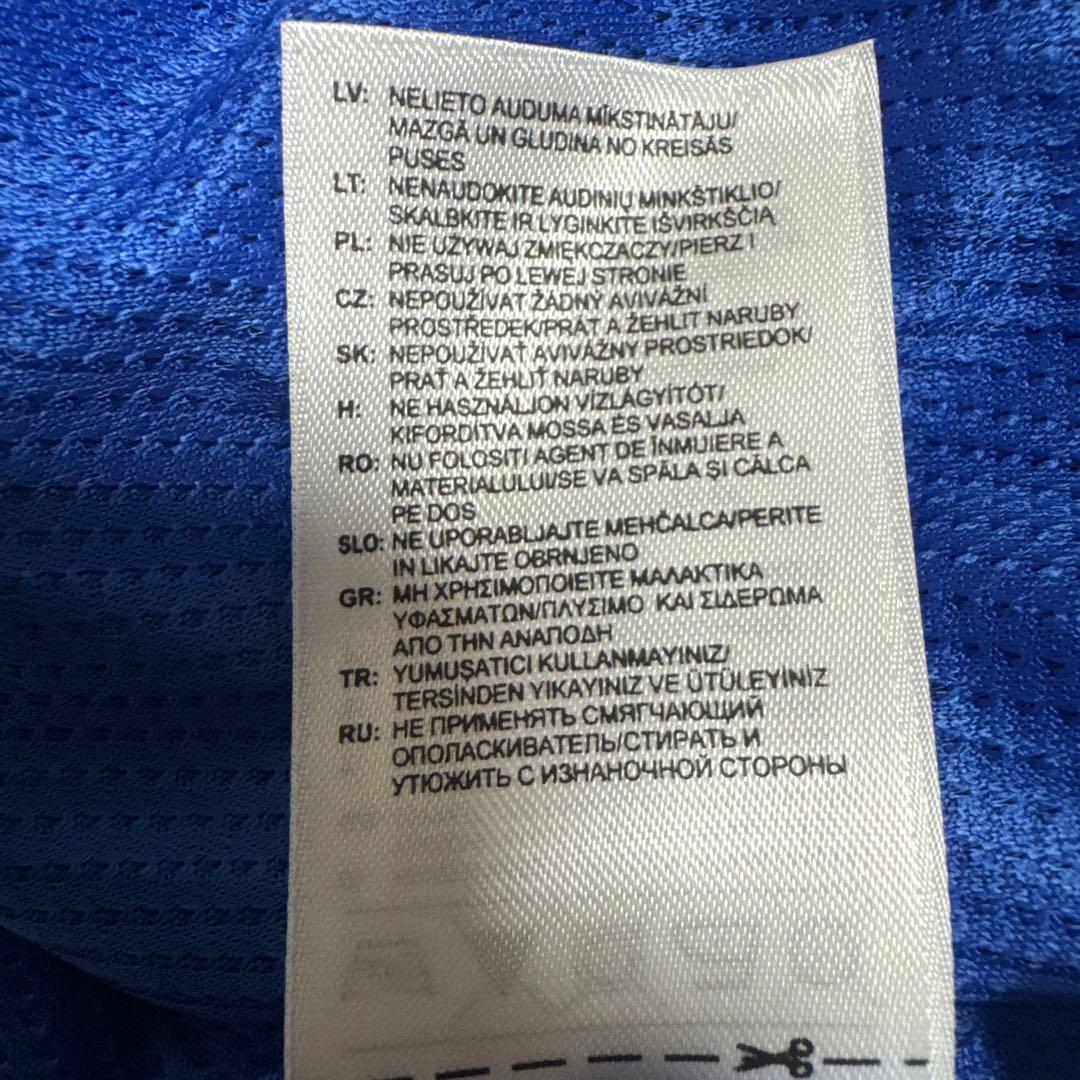 LV: NELIETO AUDUMA MĪKSTINĀTĀJU/
MAZGĀ UN GLUDINA NO KREISĀS
PUSES
LT: NENAUDOKITE AUDINIŲ MINKŠTIKLIO/
SKALBKITE IR LYGINKITE IŠVIRKŠČIĄ
PL: NIE UŻYWAJ ZMIĘKCZACZY/PIERZ I
PRASUJ PO LEWEJ STRONIE
CZ: NEPOUŽÍVAT ŽÁDNÝ AVIVÁŽNÍ
PROSTŘEDEK/PRÁT A ŽEHLIT NARUBY
SK: NEPOUŽÍVAŤ AVIVÁŽNY PROSTRIEDOK/
PRAŤ A ŽEHLIŤ NARUBY
H: NE HASZNÁLJON VÍZLÁGYÍTÓT/
KIFORDÍTVA MOSSA ÉS VASALJA
RO: NU FOLOSITI AGENT DE ÎNMUIERE A
MATERIALULUI/SE VA SPĂLA ȘI CĂLCA
PE DOS
SLO: NE UPORABLJAJTE MEHČALCA/PERITE
IN LIKAJTE OBRNJENO
GR: ΜΗ ΧΡΗΣΙΜΟΠΟΙΕΙΤΕ ΜΑΛΑΚΤΙΚΑ
ΥΦΑΣΜΑΤΩΝ/ΠΛΥΣΙΜΟ ΚΑΙ ΣΙΔΕΡΩΜΑ
ΑΠΟ ΤΗΝ ΑΝΑΠΟΔΗ
TR: YUMUŞATICI KULLANMAYINIZ/
TERSİNDEN YIKAYINIZ VE ÜTÜLEYİNİZ
RU: НЕ ПРИМЕНЯТЬ СМЯГЧАЮЩИЙ
ОПОЛАСКИВАТЕЛЬ/СТИРАТЬ И
УТЮЖИТЬ С ИЗНАНОЧНОЙ СТОРОНЫ